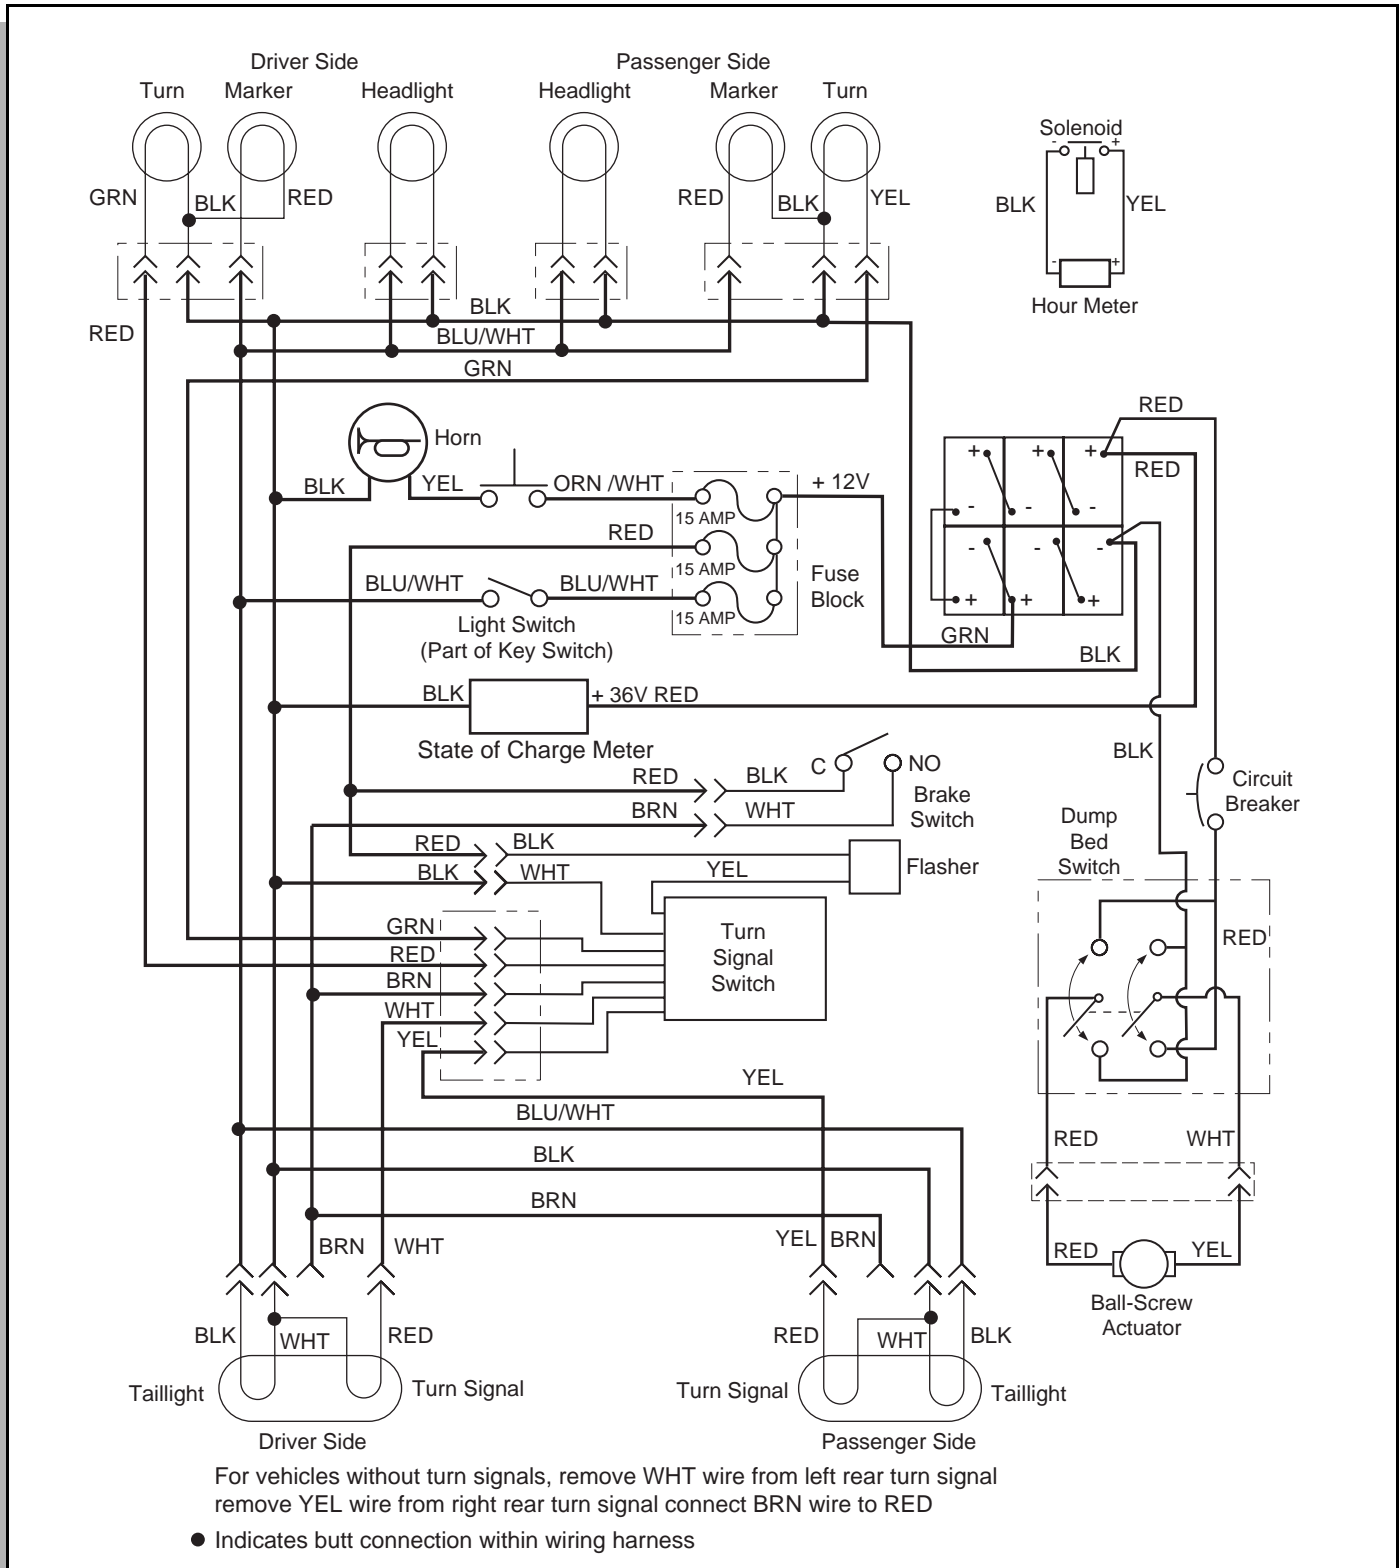 Driver Side
Passenger Side
Turn
Marker
Headlight
Headlight
Marker
Turn
Solenoid
- +
GRN
BLK
RED
RED
BLK
YEL
BLK
YEL
- +
Hour Meter
RED
BLK
BLU/WHT
GRN
RED
Horn
+ + +
RED
BLK
YEL
ORN /WHT
+ 12V
- - -
15 AMP
RED
- - -
15 AMP
Fuse
Block
BLU/WHT
BLU/WHT
+ + +
15 AMP
Light Switch
(Part of Key Switch)
GRN
BLK
BLK
+ 36V RED
State of Charge Meter
BLK
RED
BLK
C
NO
Brake
Switch
Circuit
Breaker
BRN
WHT
Dump
Bed
Switch
RED
BLK
Flasher
BLK
WHT
YEL
GRN
Turn
Signal
Switch
RED
RED
BRN
WHT
YEL
YEL
BLU/WHT
RED
WHT
BLK
BRN
BRN
WHT
YEL
BRN
RED
YEL
Ball-Screw
Actuator
BLK
WHT
RED
RED
WHT
BLK
Taillight
Turn Signal
Turn Signal
Taillight
Driver Side
Passenger Side
For vehicles without turn signals, remove WHT wire from left rear turn signal
remove YEL wire from right rear turn signal connect BRN wire to RED
● Indicates butt connection within wiring harness